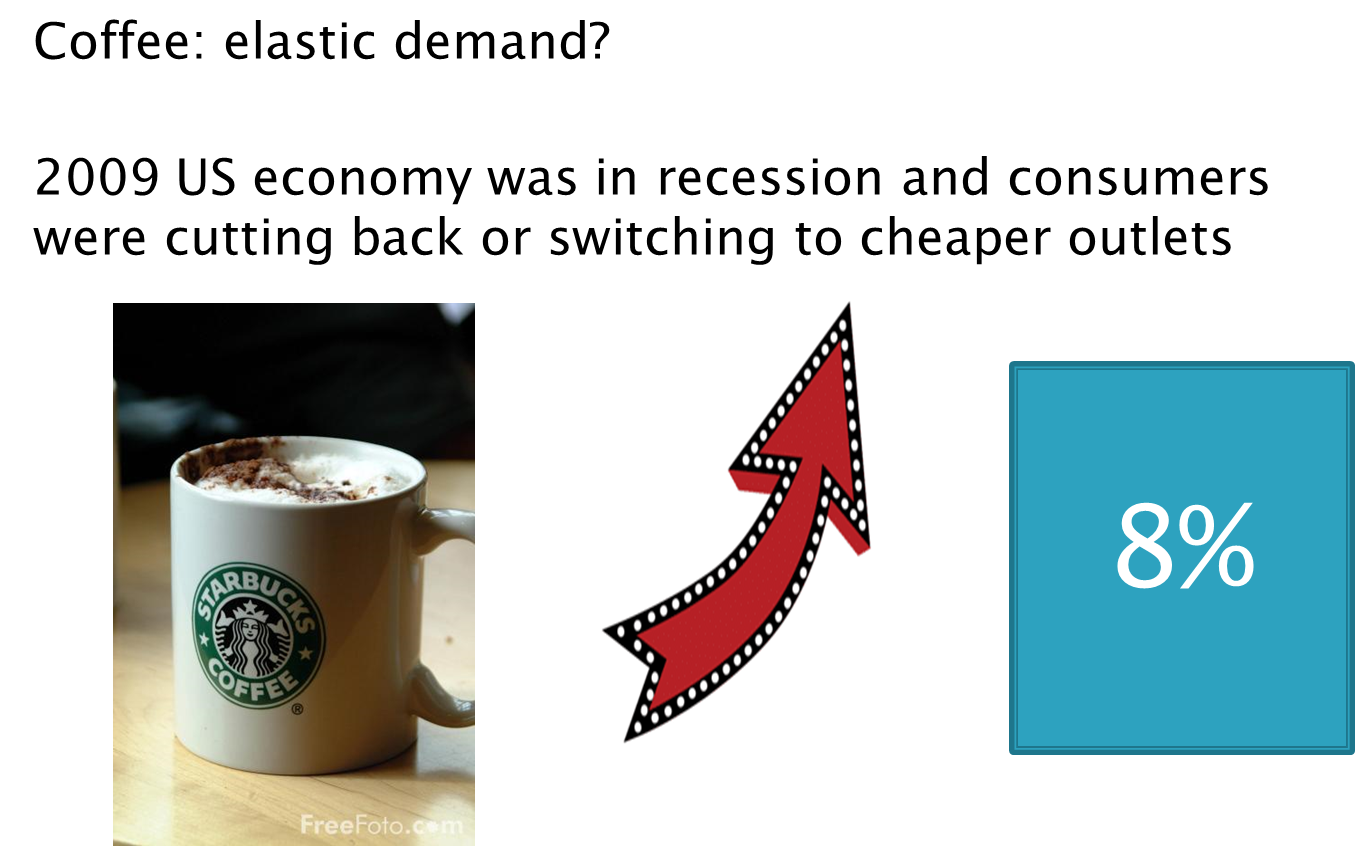 Coffee: elastic demand?
2009 US economy was in recession and consumers
were cutting back or switching to cheaper outlets
STARBUCKS
COFFEE
®
8%
FreeFoto.com